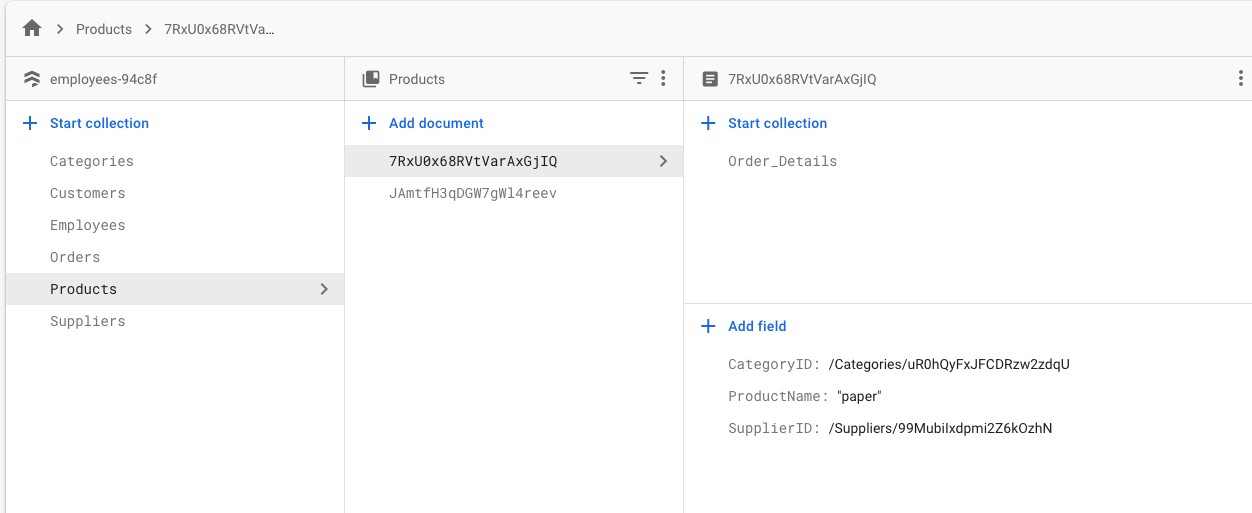 Products
7RxU0x68RVtVa...
employees-94c8f
Start collection
Categories
Customers
Employees
Orders
Products
Suppliers
Products
Add document
7RxU0x68RVtVarAxGjIQ
JAmtfH3qDGW7gWl4reev
7RxU0x68RVtVarAxGjIQ
Start collection
Order_Details
Add field
CategoryID: /Categories/uR0hQyFxJFCDRzw2zdqU
ProductName: "paper"
SupplierID: /Suppliers/99MubiIxdpmi2Z6kOzhN